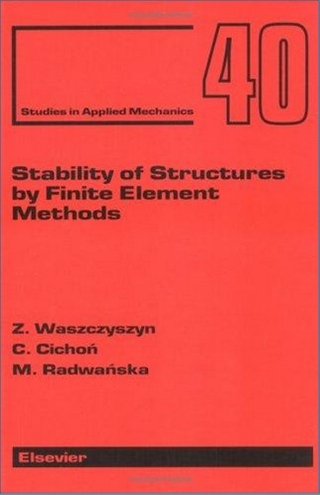 40
Studies in Applied Mechanics
Stability of Structures
by Finite Element
Methods
Z. Waszczyszyn
C. Cichoń
M. Radwańska
Elsevier